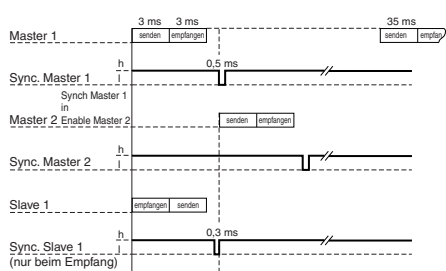 3 ms 3 ms 35 ms
Master 1 senden empfangen senden empfan
h 0,5 ms
Sync. Master 1 l
Synch Master 1
in
Master 2 Enable Master 2 senden empfangen
h
Sync. Master 2 l
Slave 1 empfangen senden
h 0,3 ms
Sync. Slave 1 l
(nur beim Empfang)